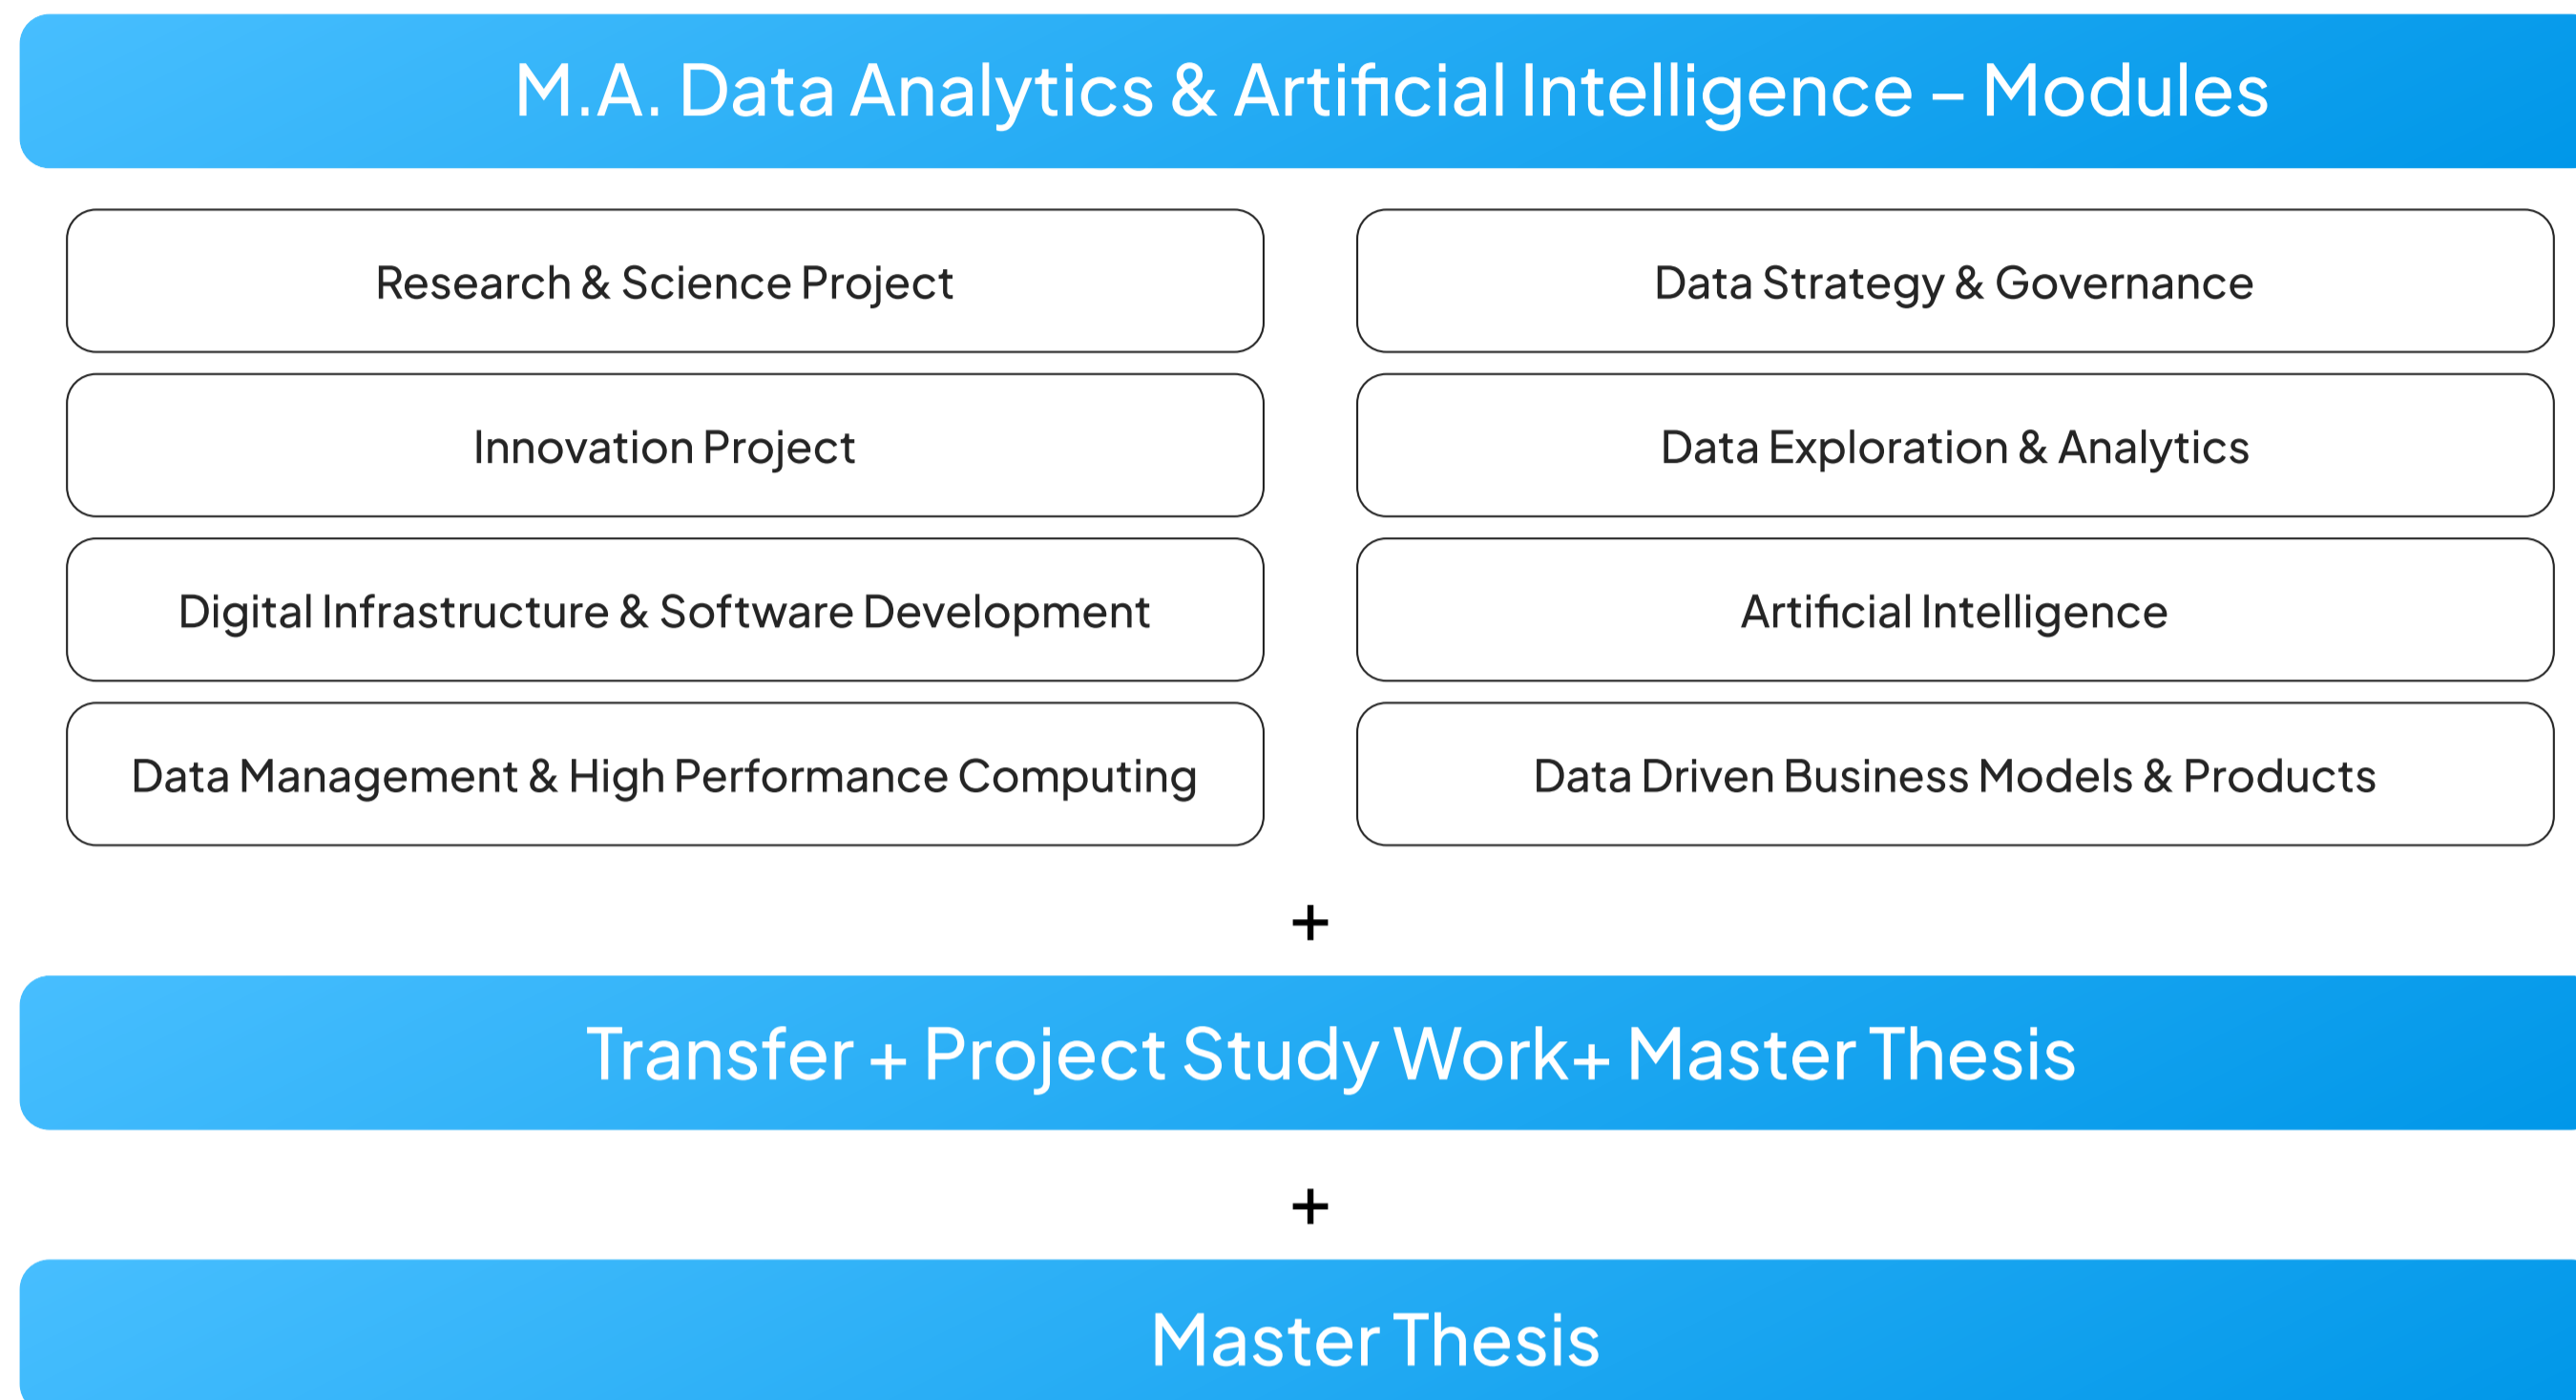 M.A. Data Analytics & Artificial Intelligence – Modules
Research & Science Project
Data Strategy & Governance
Innovation Project
Data Exploration & Analytics
Digital Infrastructure & Software Development
Artificial Intelligence
Data Management & High Performance Computing
Data Driven Business Models & Products
+
Transfer + Project Study Work+ Master Thesis
+
Master Thesis